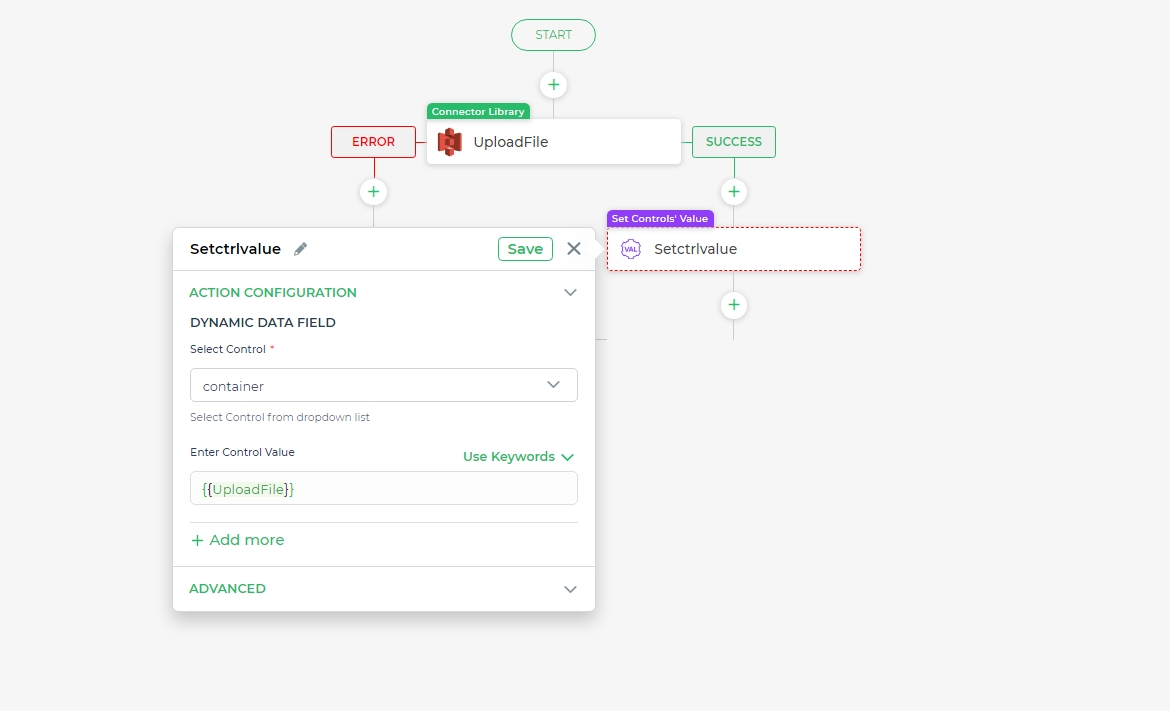 START
Connector Library
ERROR
UploadFile
SUCCESS
Set Controls' Value
VAL
Setctrlvalue
Setctrlvalue
Save
ACTION CONFIGURATION
DYNAMIC DATA FIELD
Select Control *
container
Select Control from dropdown list
Enter Control Value
Use Keywords
{{UploadFile}}
+ Add more
ADVANCED